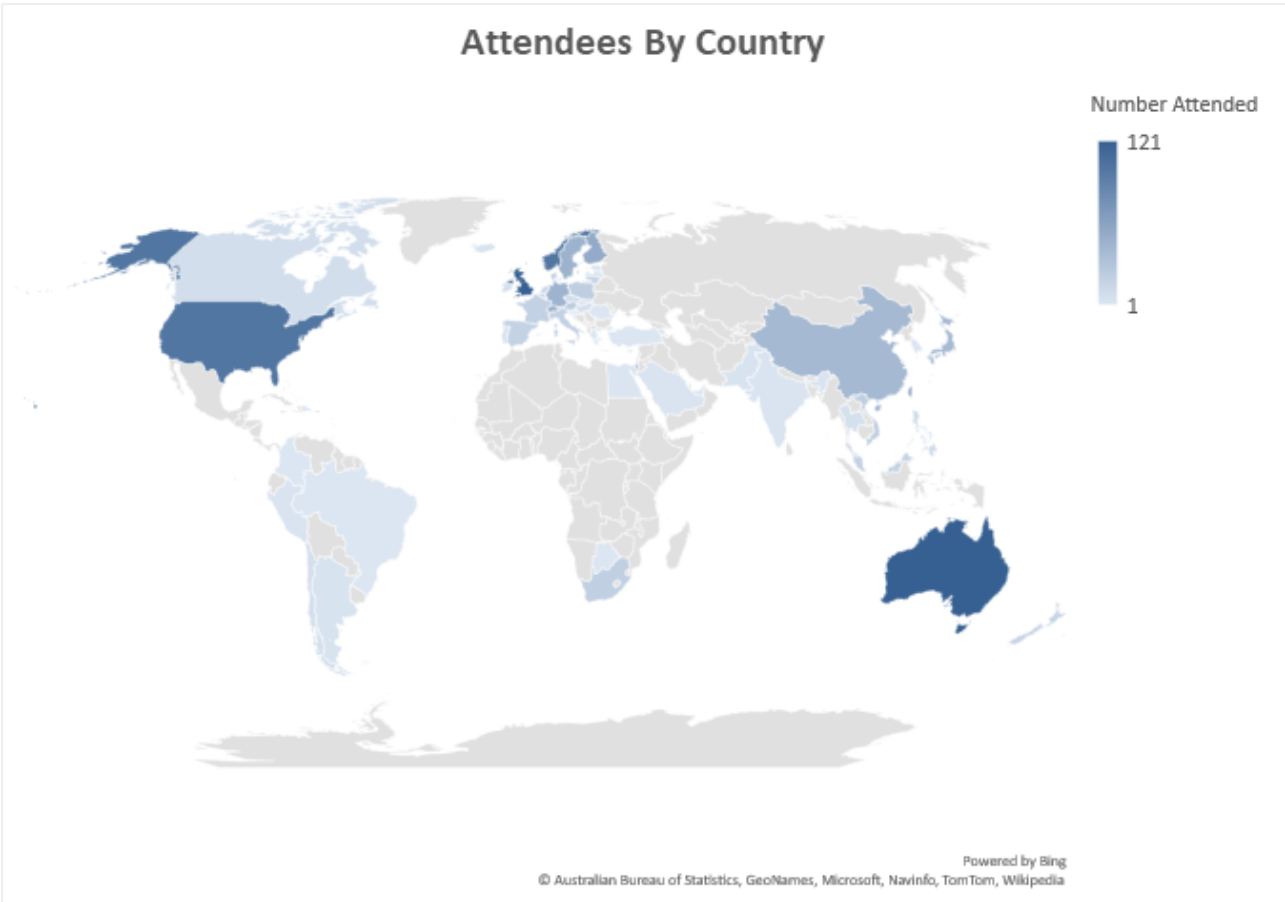 Attendees By Country
Number Attended
121
1
Powered by Bing
© Australian Bureau of Statistics, GeoNames, Microsoft, Navinfo, TomTom, Wikipedia